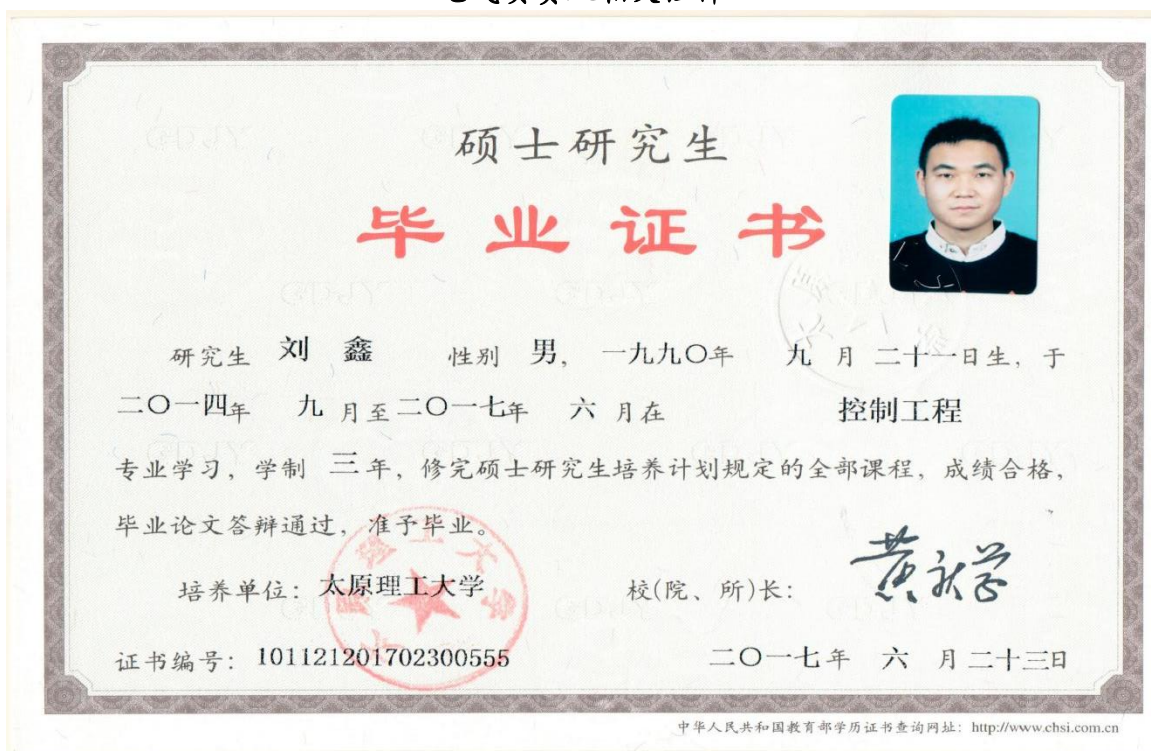 硕士研究生
毕业证书
研究生 刘 鑫 性别 男, 一九九〇年 九 月 二十一日生, 于
二〇一四年 九 月至二〇一七年 六 月在 控制工程
专业学习, 学制 三 年, 修完硕士研究生培养计划规定的全部课程, 成绩合格,
毕业论文答辩通过, 准予毕业。
培养单位: 太原理工大学 校(院、所)长:
证书编号: 101121201702300555 二〇一七年 六 月二十三日
中华人民共和国教育部学历证书查询网址: http://www.chsi.com.cn